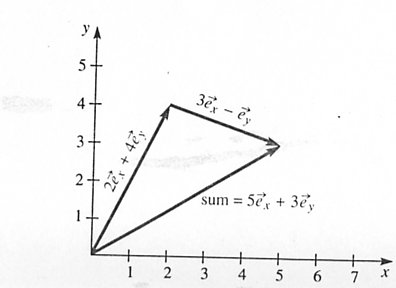 y
5
4
3
2
1
3e⃗ₓ − e⃗ᵧ
2e⃗ₓ + 4e⃗ᵧ
sum = 5e⃗ₓ + 3e⃗ᵧ
1 2 3 4 5 6 7
x